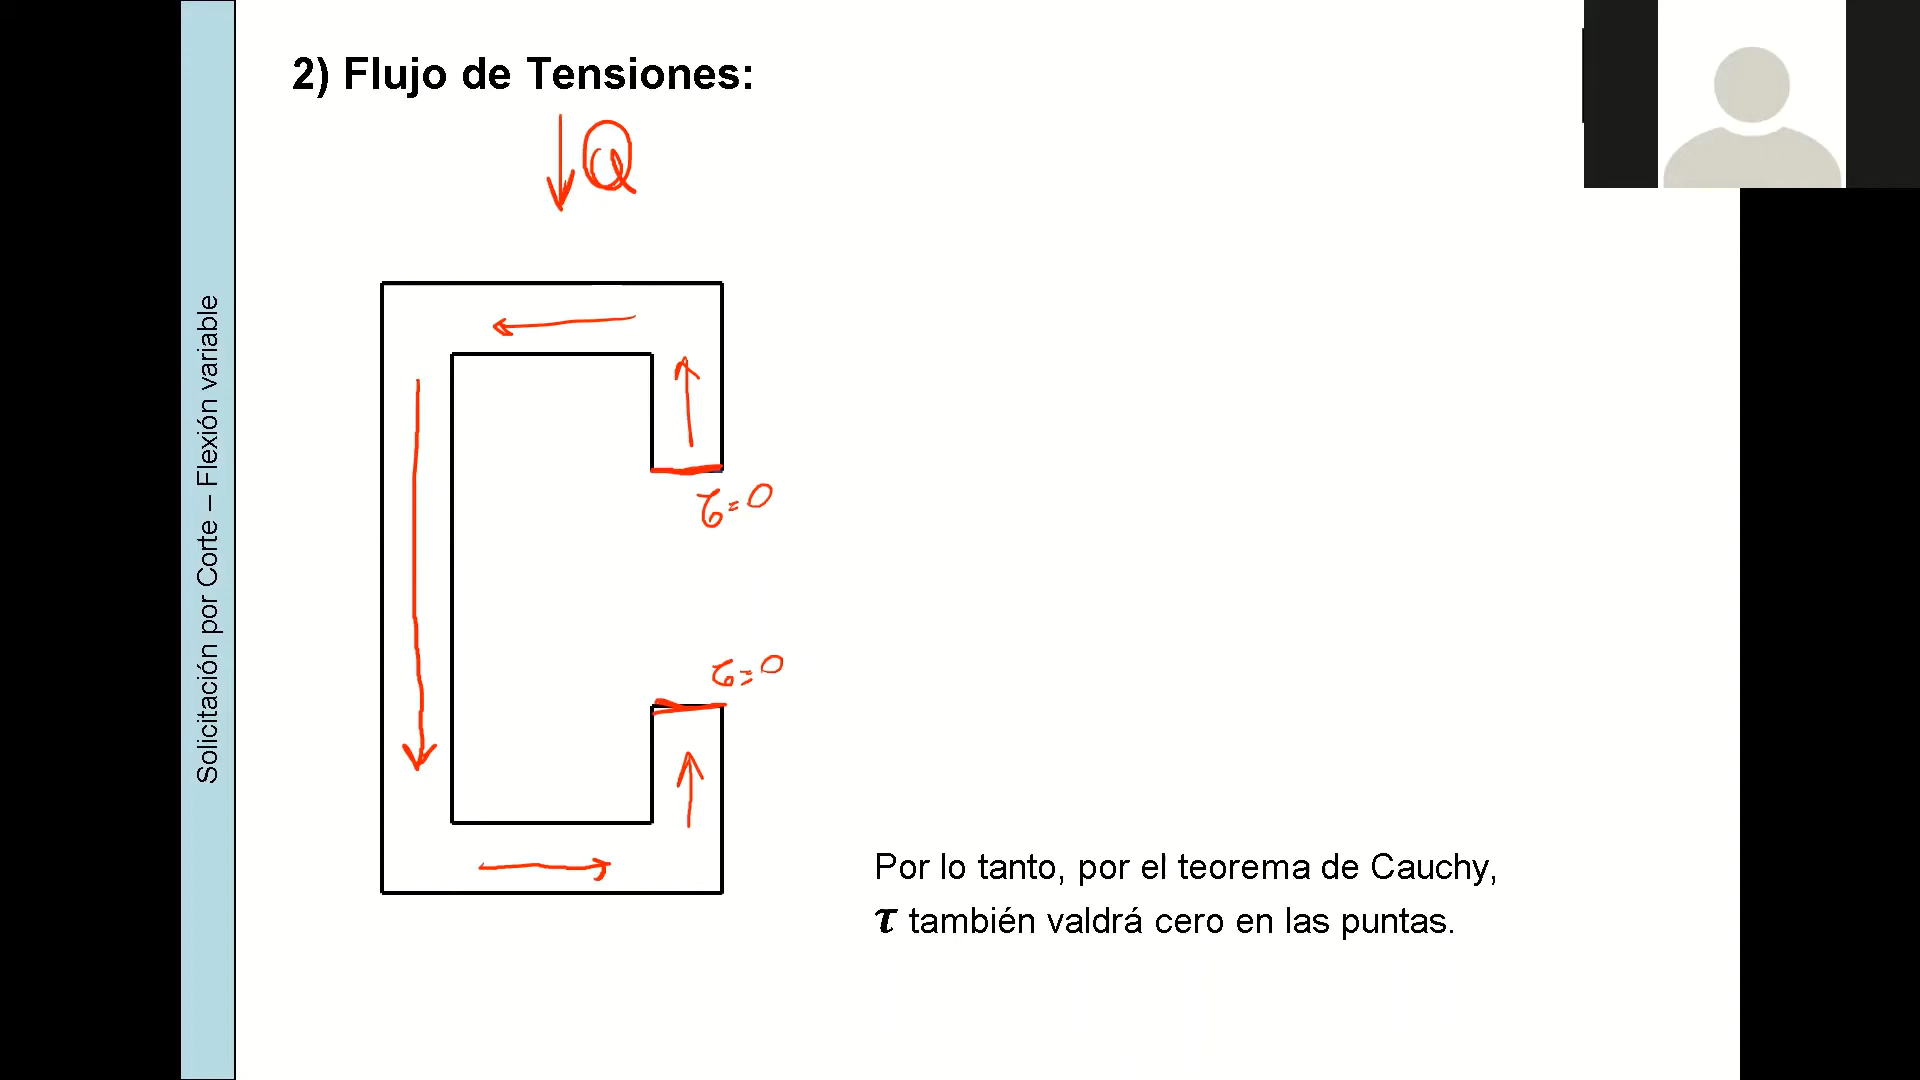 2) Flujo de Tensiones:
Q
τ=0
τ=0
Solicitación por Corte – Flexión variable
Por lo tanto, por el teorema de Cauchy,
τ también valdrá cero en las puntas.